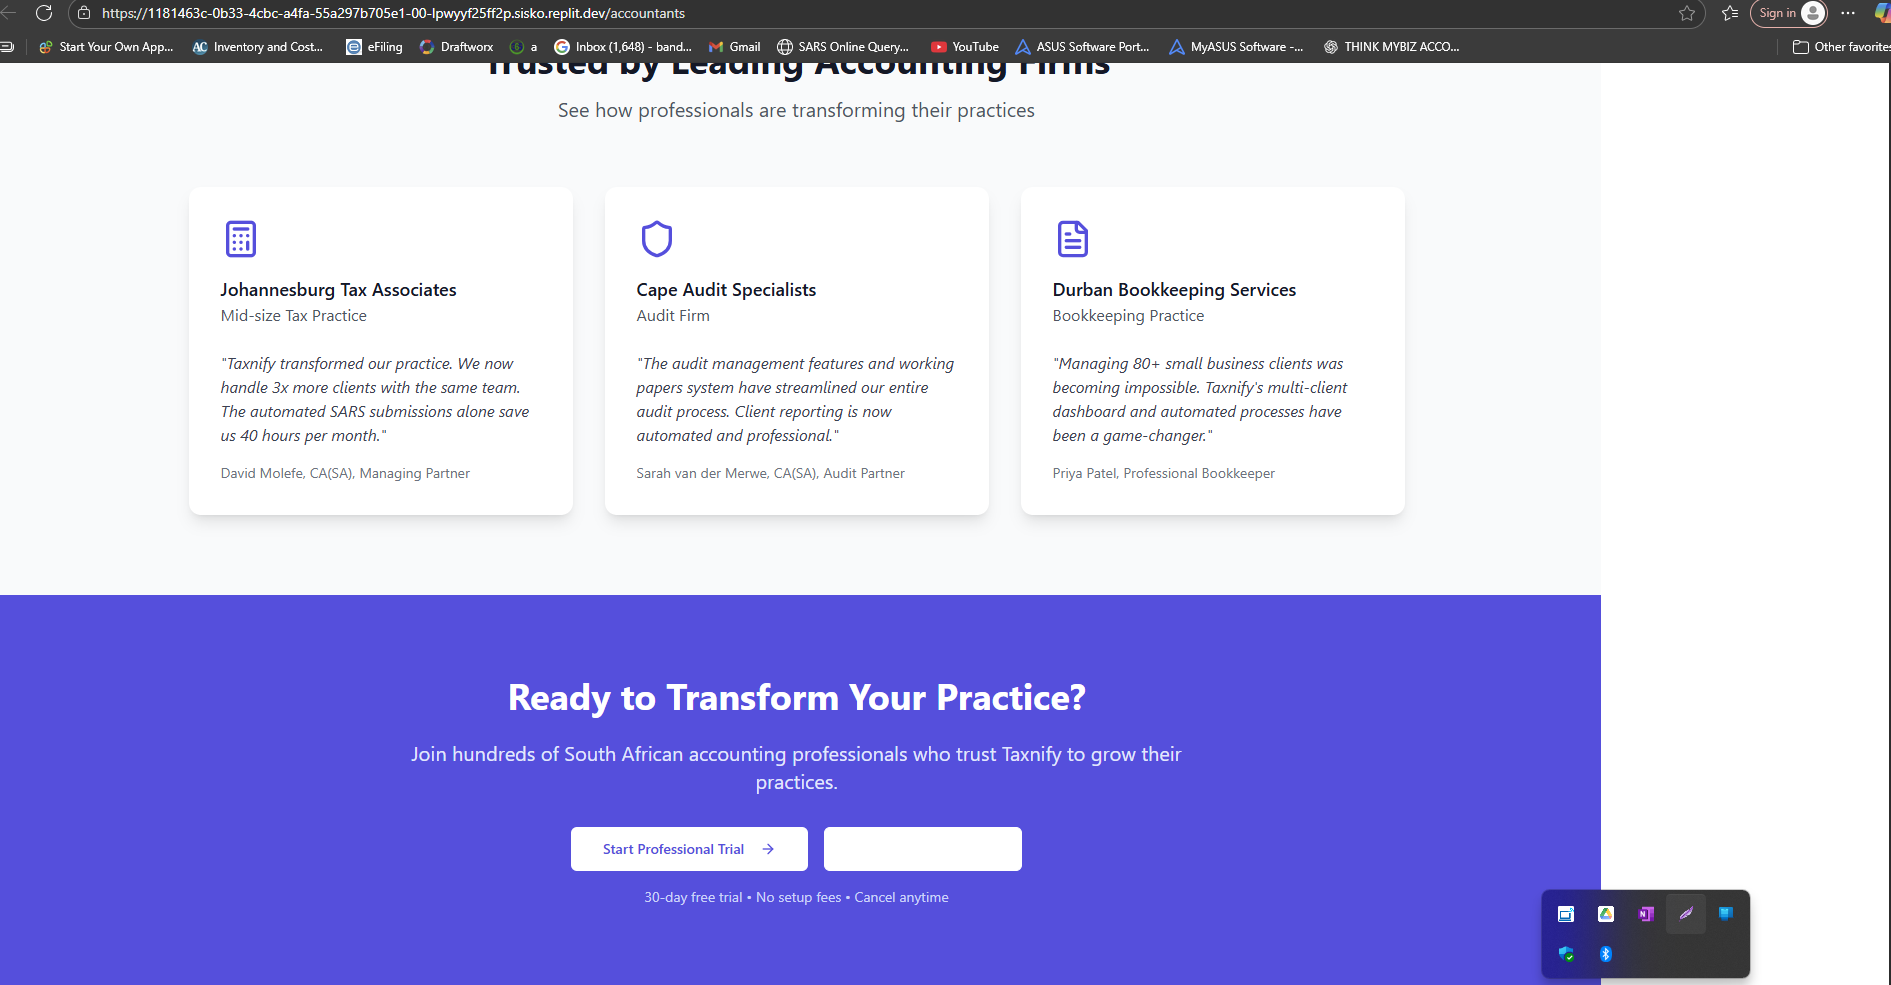 https://1181463c-0b33-4cbc-a4fa-55a297b705e1-00-lpwyyf25ff2p.sisko.replit.dev/accountants
Sign in
Start Your Own App...
AC Inventory and Cost...
eFiling
Draftworx
a
Inbox (1,648) - band...
Gmail
SARS Online Query...
YouTube
ASUS Software Port...
MyASUS Software -...
THINK MYBIZ ACCO...
Other favorites
Trusted by Leading Accounting Firms
See how professionals are transforming their practices
Johannesburg Tax Associates
Mid-size Tax Practice
"Taxnify transformed our practice. We now
handle 3x more clients with the same team.
The automated SARS submissions alone save
us 40 hours per month."
David Molefe, CA(SA), Managing Partner
Cape Audit Specialists
Audit Firm
"The audit management features and working
papers system have streamlined our entire
audit process. Client reporting is now
automated and professional."
Sarah van der Merwe, CA(SA), Audit Partner
Durban Bookkeeping Services
Bookkeeping Practice
"Managing 80+ small business clients was
becoming impossible. Taxnify's multi-client
dashboard and automated processes have
been a game-changer."
Priya Patel, Professional Bookkeeper
Ready to Transform Your Practice?
Join hundreds of South African accounting professionals who trust Taxnify to grow their
practices.
Start Professional Trial →
30-day free trial • No setup fees • Cancel anytime
N